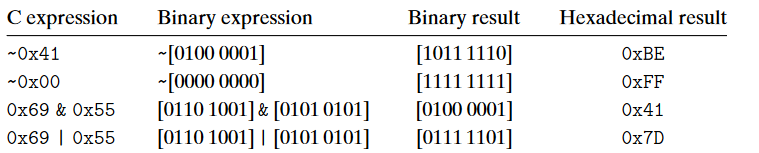 C expression Binary expression Binary result Hexadecimal result
~0x41 ~[0100 0001] [1011 1110] 0xBE
~0x00 ~[0000 0000] [1111 1111] 0xFF
0x69 & 0x55 [0110 1001] & [0101 0101] [0100 0001] 0x41
0x69 | 0x55 [0110 1001] | [0101 0101] [0111 1101] 0x7D